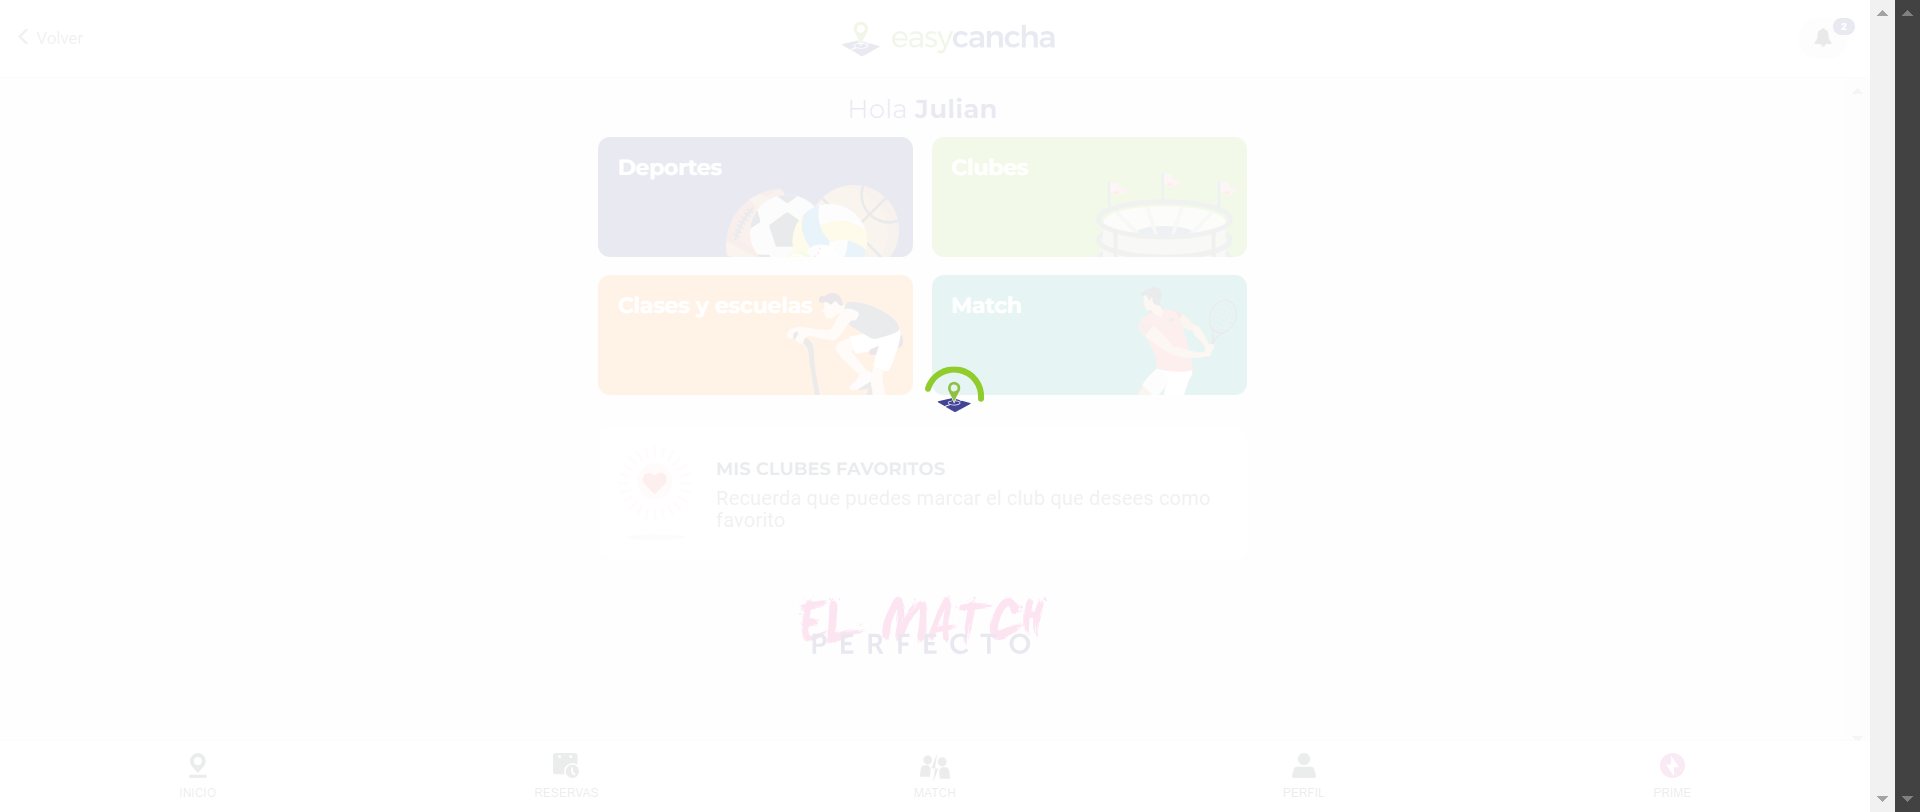 Volver
easycancha
2
Hola Julian
Deportes
Clubes
Clases y escuelas
Match
MIS CLUBES FAVORITOS
Recuerda que puedes marcar el club que desees como
favorito
EL MATCH
PERFECTO
INICIO
RESERVAS
MATCH
PERFIL
PRIME